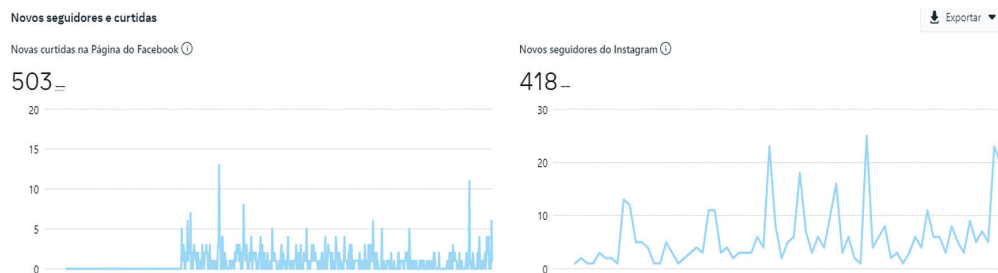 Novos seguidores e curtidas
Exportar
Novas curtidas na Página do Facebook
503 --
20
15
10
5
0
Novos seguidores do Instagram
418 --
30
20
10
0